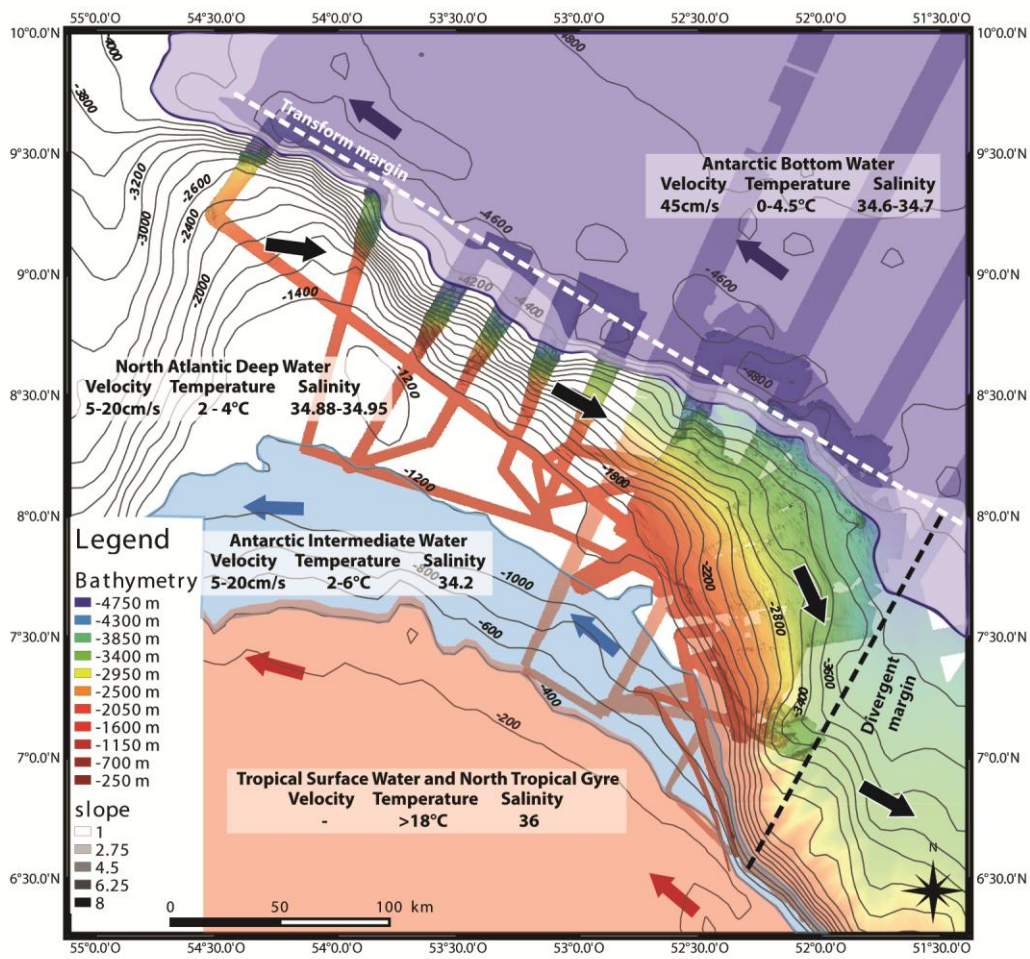 55°0.0'O 54°30.0'O 54°0.0'O 53°30.0'O 53°0.0'O 52°30.0'O 52°0.0'O 51°30.0'O
10°0.0'N 10°0.0'N
-4000
-4800
-3800
Transform margin
9°30.0'N 9°30.0'N
Antarctic Bottom Water
Velocity Temperature Salinity
45cm/s 0-4.5°C 34.6-34.7
-3200
-2600
-3000
-2400
-4600
9°0.0'N 9°0.0'N
-2000
-1400
-4200
-4400
-4600
North Atlantic Deep Water
Velocity Temperature Salinity
5-20cm/s 2 - 4°C 34.88-34.95
-1200
-4800
8°30.0'N 8°30.0'N
-1200
-1800
8°0.0'N 8°0.0'N
Antarctic Intermediate Water
Velocity Temperature Salinity
5-20cm/s 2-6°C 34.2
-800
-1000
-2200
-2800
7°30.0'N 7°30.0'N
-600
-3600
-400
-3400
Divergent
margin
-200
7°0.0'N 7°0.0'N
Tropical Surface Water and North Tropical Gyre
Velocity Temperature Salinity
- >18°C 36
6°30.0'N 6°30.0'N
N
Legend
Bathymetry
-4750 m
-4300 m
-3850 m
-3400 m
-2950 m
-2500 m
-2050 m
-1600 m
-1150 m
-700 m
-250 m
slope
1
2.75
4.5
6.25
8
0 50 100 km
55°0.0'O 54°30.0'O 54°0.0'O 53°30.0'O 53°0.0'O 52°30.0'O 52°0.0'O 51°30.0'O